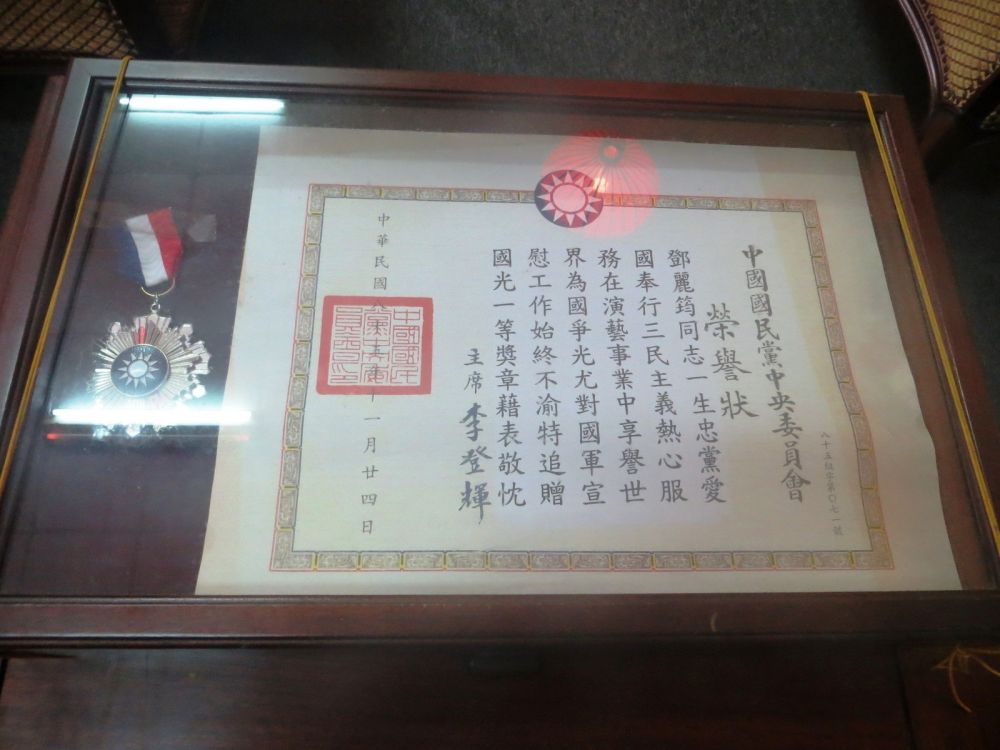 八十五組字第〇七一號
中國國民黨中央委員會
榮譽狀
鄧麗筠同志一生忠黨愛
國奉行三民主義熱心服
務在演藝事業中享譽世
界為國爭光尤對國軍宣
慰工作始終不渝特追贈
國光一等獎章藉表敬忱
主席 李登輝
中華民國八十五年十一月廿四日